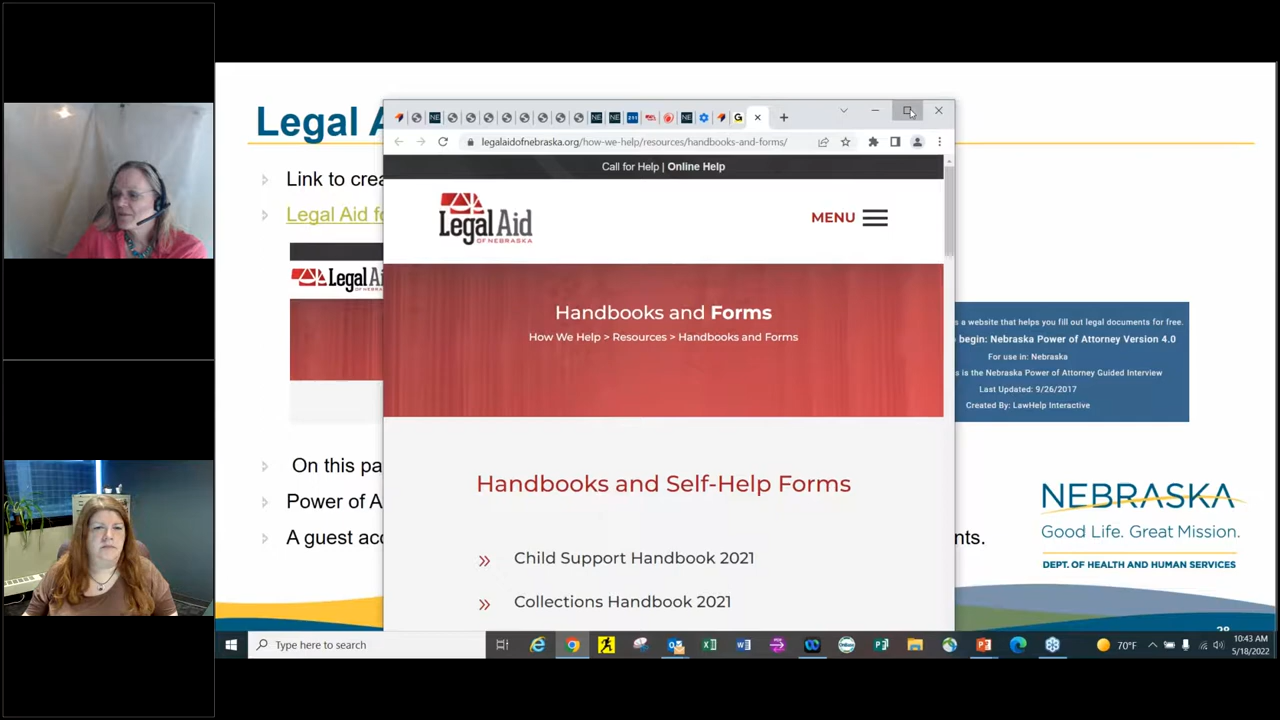 Legal A
Link to crea
Legal Aid fo
Legal Ai
legalaidofnebraska.org/how-we-help/resources/handbooks-and-forms/
Call for Help | Online Help
Legal Aid
OF NEBRASKA
MENU
Handbooks and Forms
How We Help > Resources > Handbooks and Forms
Handbooks and Self-Help Forms
» Child Support Handbook 2021
» Collections Handbook 2021
s a website that helps you fill out legal documents for free.
begin: Nebraska Power of Attorney Version 4.0
For use in: Nebraska
s is the Nebraska Power of Attorney Guided Interview
Last Updated: 9/26/2017
Created By: LawHelp Interactive
On this pa
Power of A
A guest acc
nts.
NEBRASKA
Good Life. Great Mission.
DEPT. OF HEALTH AND HUMAN SERVICES
Type here to search
70°F
10:43 AM
5/18/2022